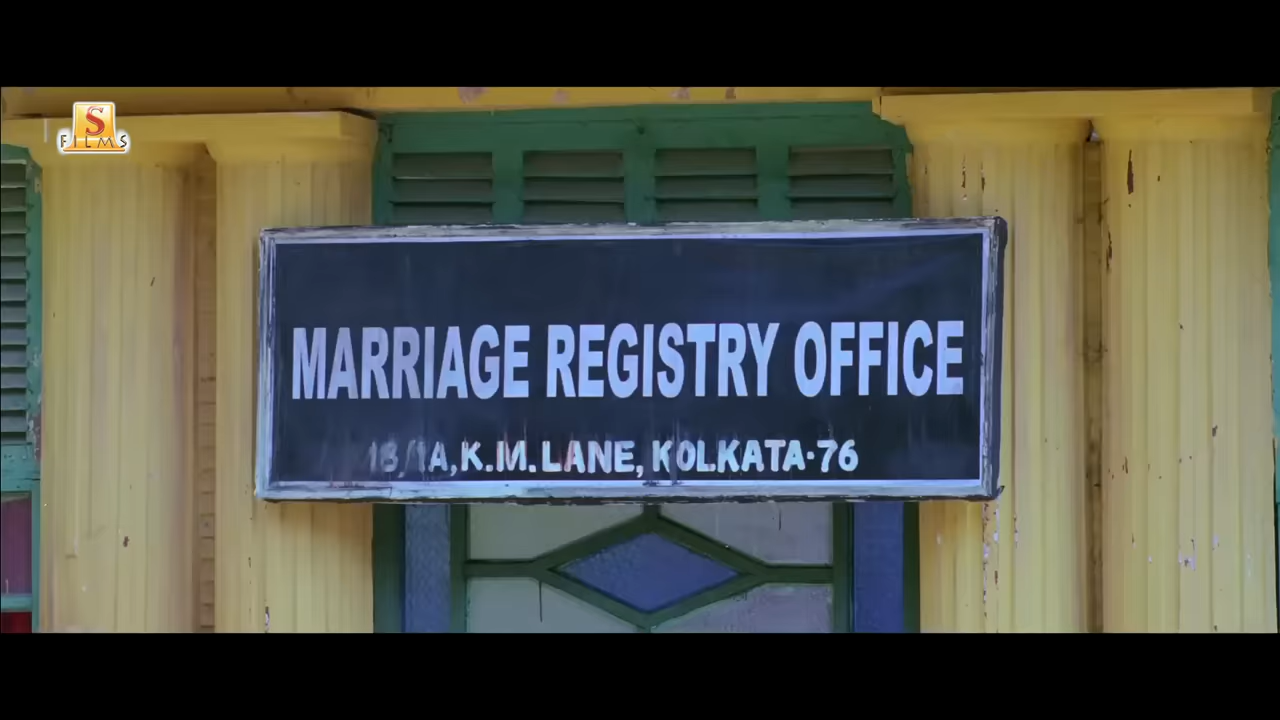 S
FILMS
MARRIAGE REGISTRY OFFICE
18/1A, K.M. LANE, KOLKATA-76